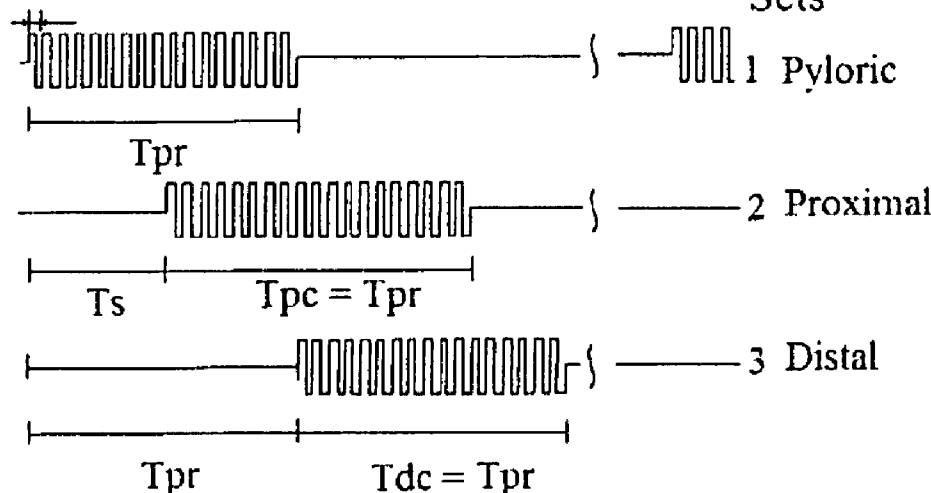 Sets
1 Pyloric
Tpr
2 Proximal
Ts
Tpc = Tpr
3 Distal
Tpr
Tdc = Tpr